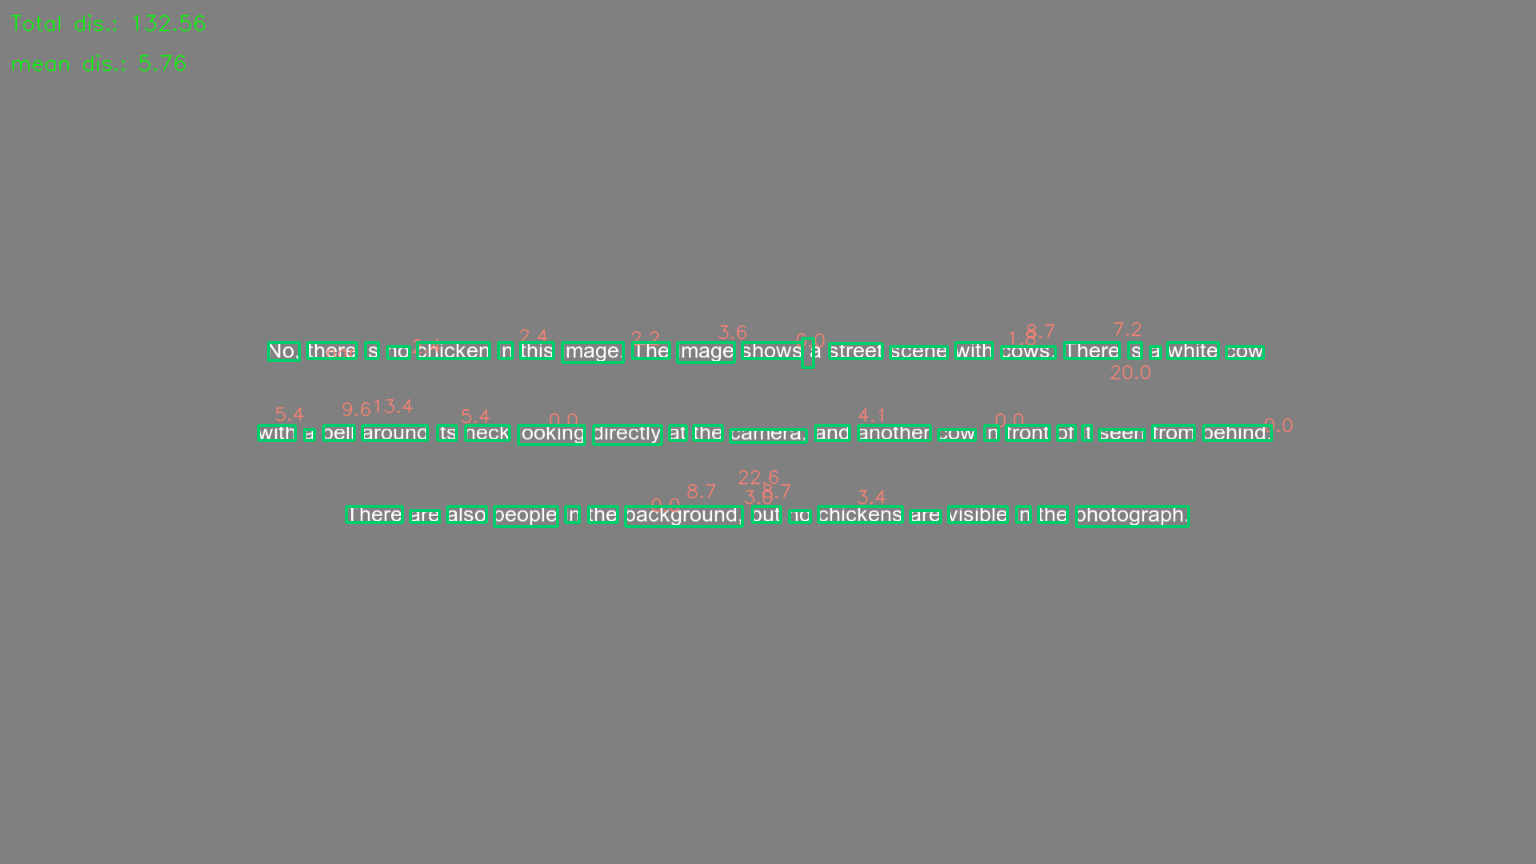 Total dis.: 132.56
mean dis.: 5.76
2.4 2.2 3.6 0.0 1.8 8.7 7.2
No, there is no chicken in this image. The image shows a street scene with cows. There is a white cow
20.0
5.4 9.6 13.4 5.4 0.0 4.1 0.0 0.0
with a bell around its neck looking directly at the camera, and another cow in front of it seen from behind.
0.0 8.7 22.6 3.0 8.7 3.4
There are also people in the background, but no chickens are visible in the photograph.